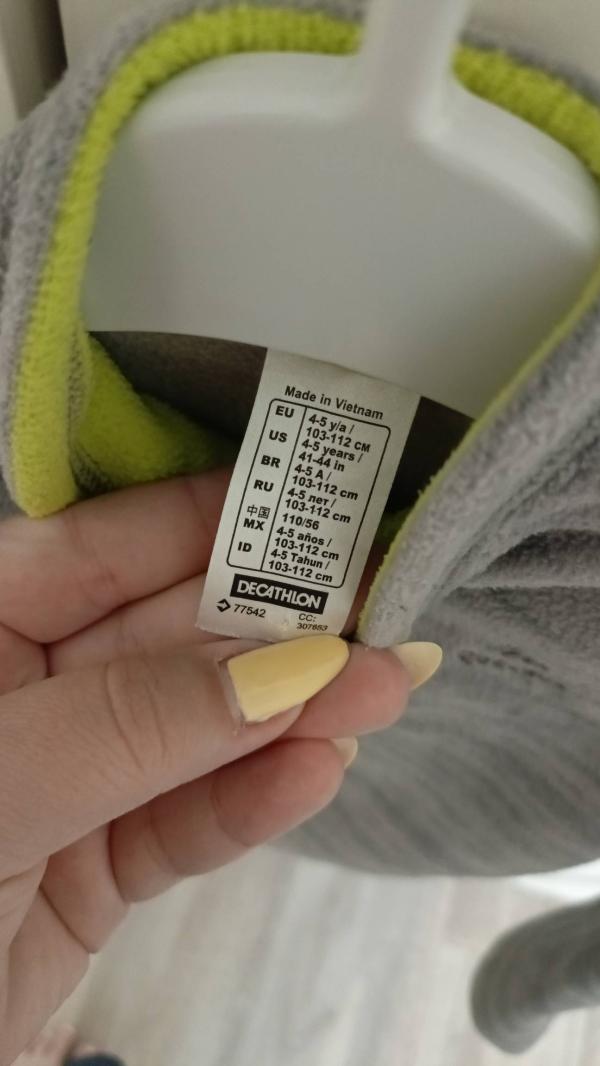 Made in Vietnam
EU 4-5 y/a /
103-112 CM
US 4-5 years /
41-44 in
BR 4-5 A /
103-112 cm
RU 4-5 лет /
103-112 cm
中国 110/56
MX 4-5 años /
103-112 cm
ID 4-5 Tahun /
103-112 cm
DECATHLON
77542 CC:
307653